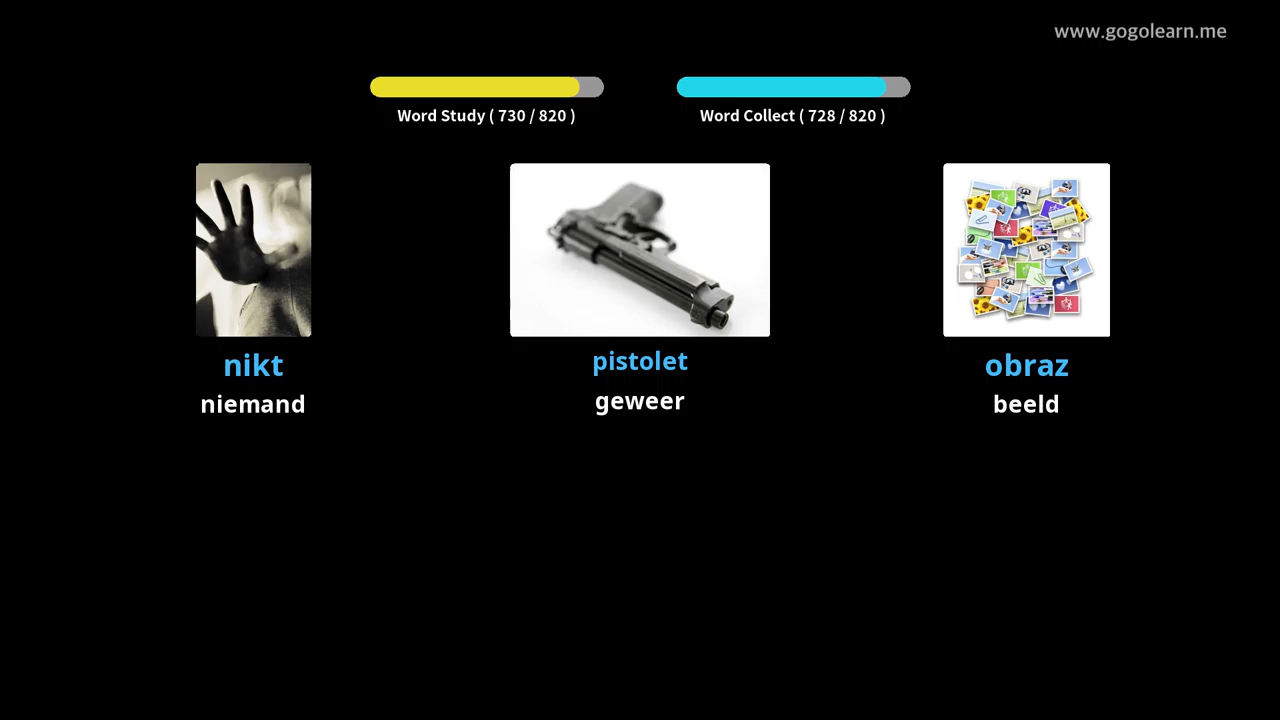 www.gogolearn.me
Word Study ( 730 / 820 )
Word Collect ( 728 / 820 )
nikt
niemand
pistolet
geweer
obraz
beeld